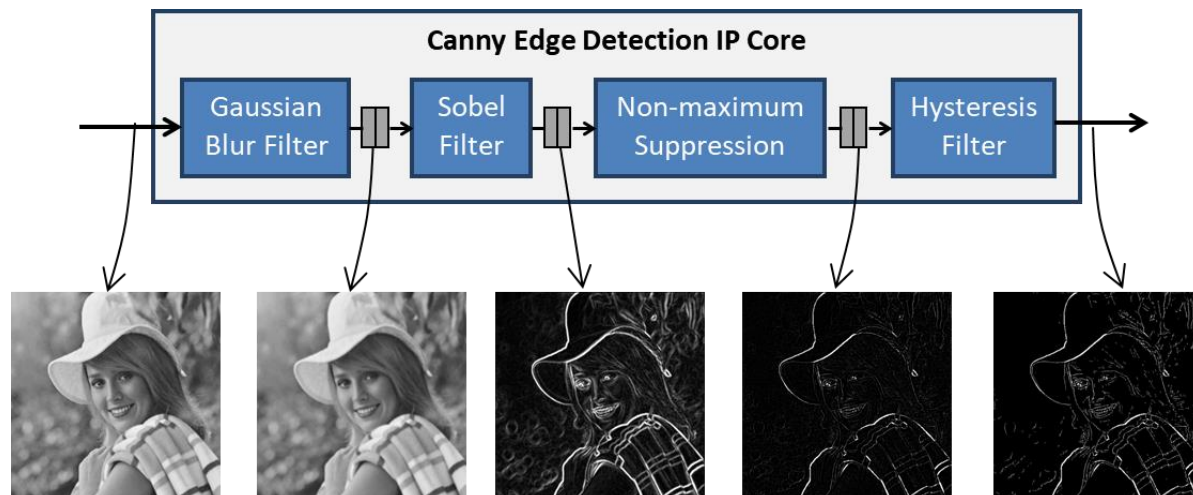 Canny Edge Detection IP Core
Gaussian
Blur Filter
Sobel
Filter
Non-maximum
Suppression
Hysteresis
Filter